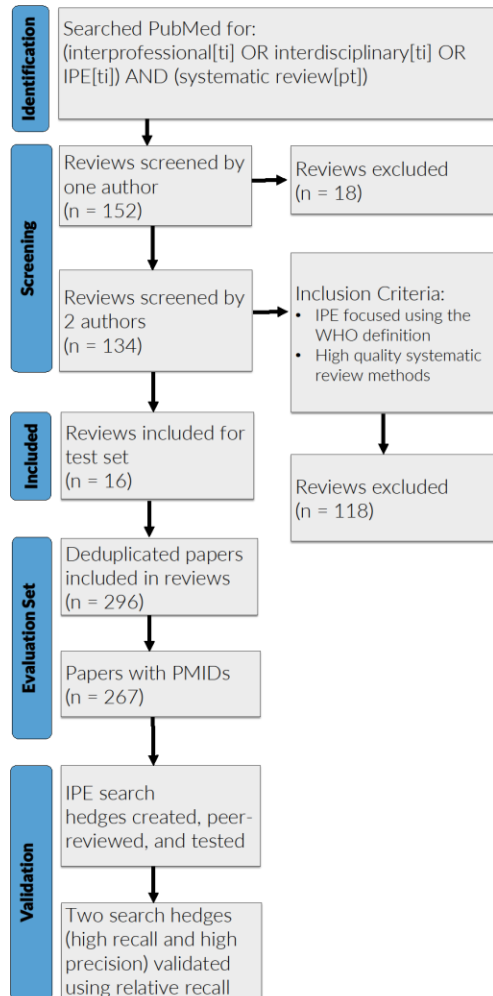 Identification
Searched PubMed for:
(interprofessional[ti] OR interdisciplinary[ti] OR
IPE[ti]) AND (systematic review[pt])
Screening
Reviews screened by
one author
(n = 152)
Reviews excluded
(n = 18)
Reviews screened by
2 authors
(n = 134)
Inclusion Criteria:
• IPE focused using the
WHO definition
• High quality systematic
review methods
Included
Reviews included for
test set
(n = 16)
Reviews excluded
(n = 118)
Evaluation Set
Deduplicated papers
included in reviews
(n = 296)
Papers with PMIDs
(n = 267)
Validation
IPE search
hedges created, peer-
reviewed, and tested
Two search hedges
(high recall and high
precision) validated
using relative recall